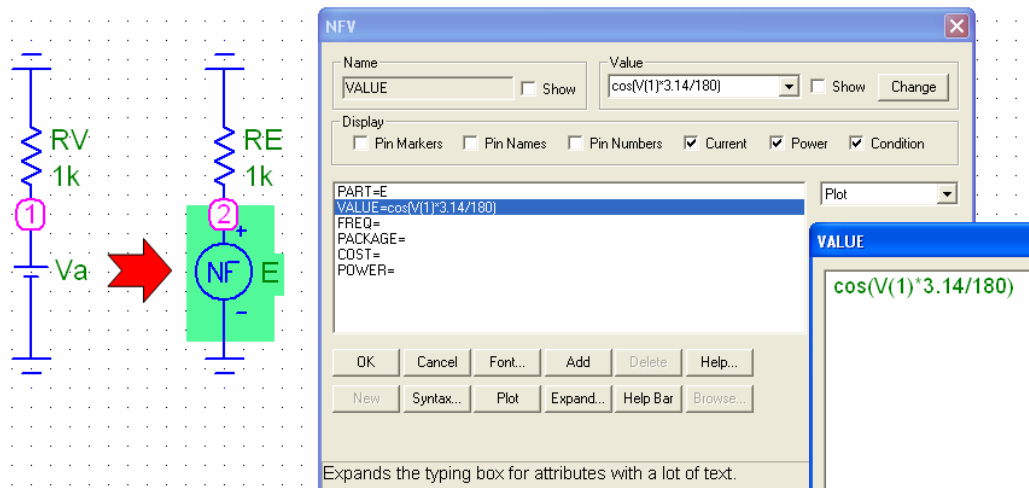 RV
1k
1
Va
RE
1k
2
+
NF
E
-
NFV
Name
VALUE
Show
Value
cos(V(1)*3.14/180)
Show
Change
Display
Pin Markers
Pin Names
Pin Numbers
Current
Power
Condition
PART=E
VALUE=cos(V(1)*3.14/180)
FREQ=
PACKAGE=
COST=
POWER=
Plot
OK
Cancel
Font...
Add
Delete
Help...
New
Syntax...
Plot
Expand...
Help Bar
Browse...
Expands the typing box for attributes with a lot of text.
VALUE
cos(V(1)*3.14/180)